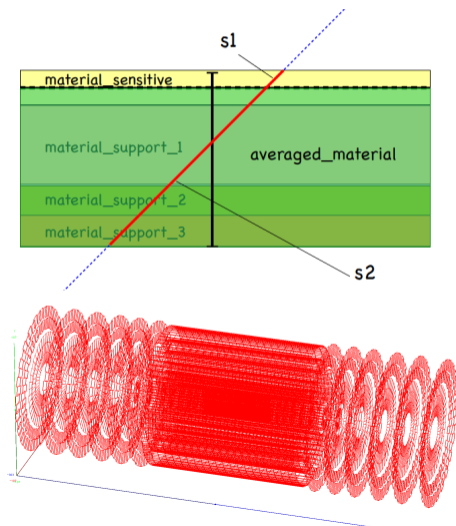 s1
material_sensitive
material_support_1
averaged_material
material_support_2
material_support_3
s2